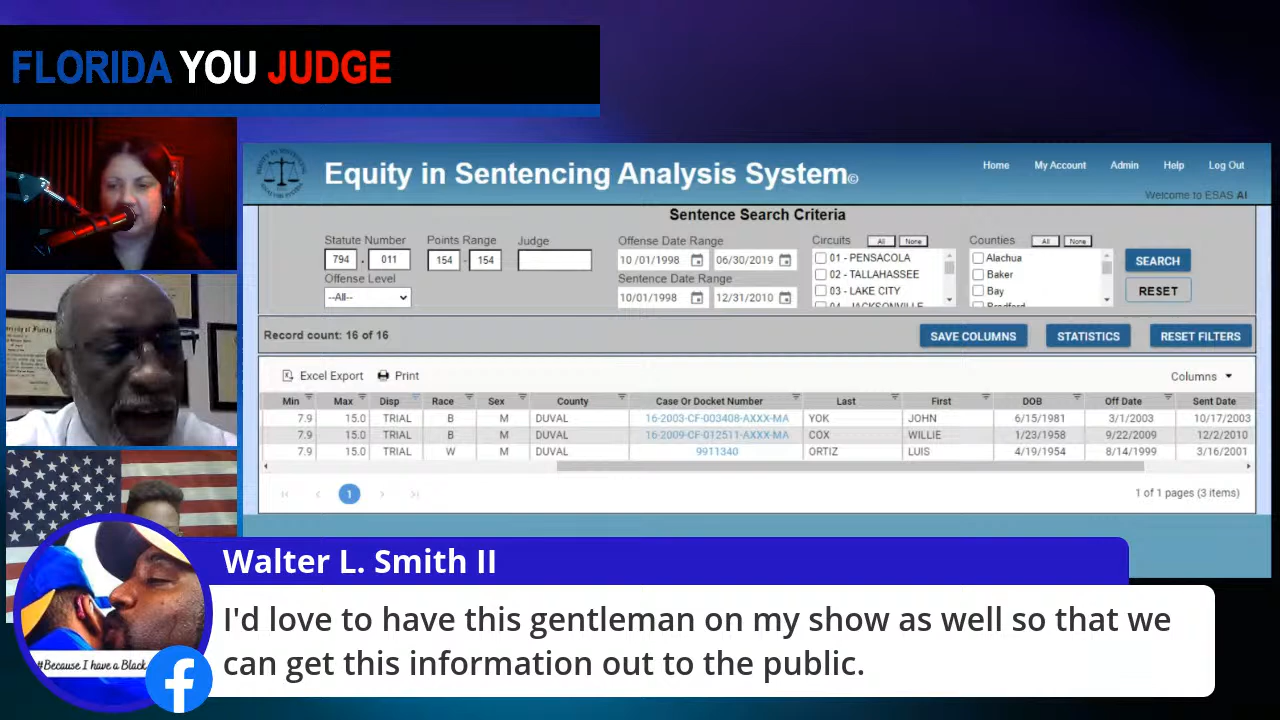 FLORIDA YOU JUDGE
Equity in Sentencing Analysis System©
Home My Account Admin Help Log Out
Welcome to ESAS AI
Sentence Search Criteria
Statute Number Points Range Judge Offense Date Range Circuits All None Counties All None
794 . 011 154 - 154 10/01/1998 06/30/2019 01 - PENSACOLA Alachua SEARCH
Offense Level Sentence Date Range 02 - TALLAHASSEE Baker
--All-- 10/01/1998 12/31/2010 03 - LAKE CITY Bay RESET
04 - JACKSONVILLE Bradford
Record count: 16 of 16 SAVE COLUMNS STATISTICS RESET FILTERS
Excel Export Print Columns
Min Max Disp Race Sex County Case Or Docket Number Last First DOB Off Date Sent Date
7.9 15.0 TRIAL B M DUVAL 16-2003-CF-003408-AXXX-MA YOK JOHN 6/15/1981 3/1/2003 10/17/2003
7.9 15.0 TRIAL B M DUVAL 16-2009-CF-012511-AXXX-MA COX WILLIE 1/23/1958 9/22/2009 12/2/2010
7.9 15.0 TRIAL W M DUVAL 9911340 ORTIZ LUIS 4/19/1954 8/14/1999 3/16/2001
1 1 of 1 pages (3 items)
Walter L. Smith II
I'd love to have this gentleman on my show as well so that we
can get this information out to the public.
#Because I have a Black